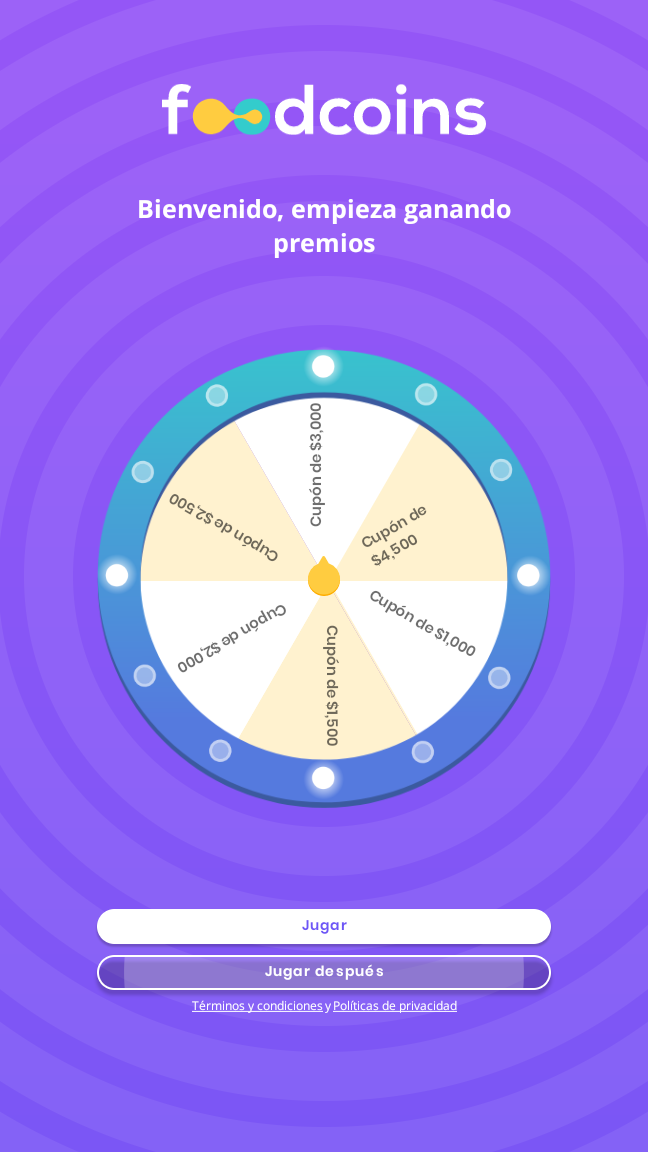 foodcoins
Bienvenido, empieza ganando
premios
Cupón de $3,000
Cupón de
$4,500
Cupón de $2,500
Cupón de $1,000
Cupón de $2,000
Cupón de $1,500
Jugar
Jugar después
Términos y condiciones y Políticas de privacidad